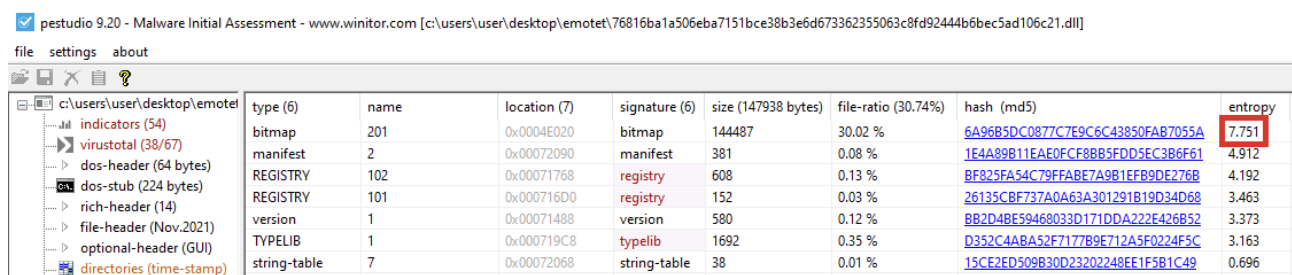 pestudio 9.20 - Malware Initial Assessment - www.winitor.com [c:\users\user\desktop\emotet\76816ba1a506eba7151bce38b3e6d673362355063c8fd92444b6bec5ad106c21.dll]
file settings about
c:\users\user\desktop\emotet
indicators (54)
virustotal (38/67)
dos-header (64 bytes)
dos-stub (224 bytes)
rich-header (14)
file-header (Nov.2021)
optional-header (GUI)
directories (time-stamp)
type (6) name location (7) signature (6) size (147938 bytes) file-ratio (30.74%) hash (md5) entropy
bitmap 201 0x0004E020 bitmap 144487 30.02 % 6A96B5DC0877C7E9C6C43850FAB7055A 7.751
manifest 2 0x00072090 manifest 381 0.08 % 1E4A89B11EAE0FCF8BB5FDD5EC3B6F61 4.912
REGISTRY 102 0x00071768 registry 608 0.13 % BF825FA54C79FFABE7A9B1EFB9DE276B 4.192
REGISTRY 101 0x000716D0 registry 152 0.03 % 26135CBF737A0A63A301291B19D34D68 3.463
version 1 0x00071488 version 580 0.12 % BB2D4BE59468033D171DDA222E426B52 3.373
TYPELIB 1 0x000719C8 typelib 1692 0.35 % D352C4ABA52F7177B9E712A5F0224F5C 3.163
string-table 7 0x00072068 string-table 38 0.01 % 15CE2ED509B30D23202248EE1F5B1C49 0.696